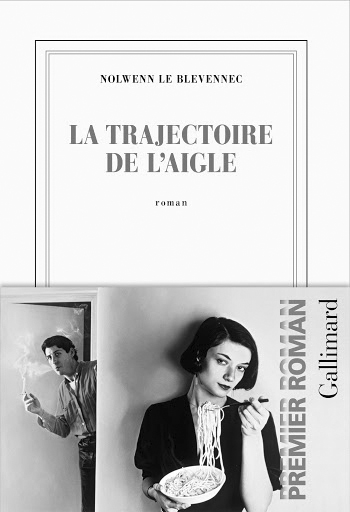 NOLWENN LE BLEVENNEC
LA TRAJECTOIRE
DE L'AIGLE
roman
PREMIER ROMAN
Gallimard